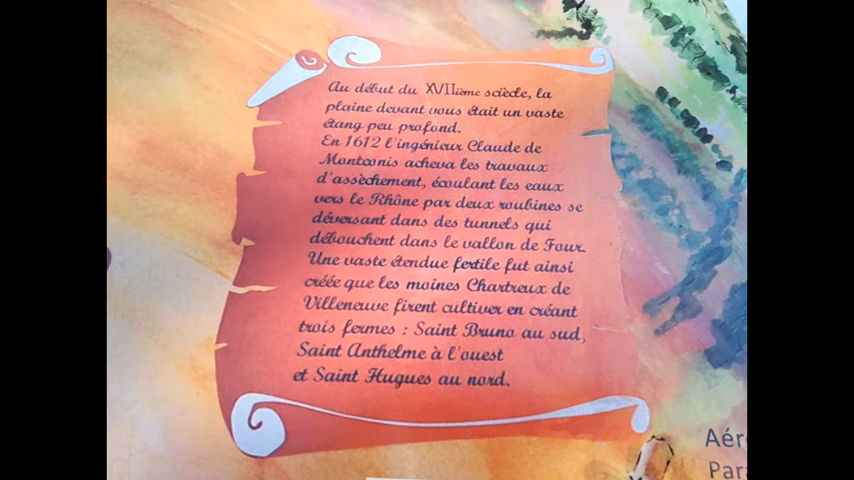 Au début du XVIIième sciècle, la
plaine devant vous était un vaste
étang peu profond.
En 1612 l'ingénieur Claude de
Montconis acheva les travaux
d'assèchement, écoulant les eaux
vers le Rhône par deux roubines se
déversant dans des tunnels qui
débouchent dans le vallon de Four.
Une vaste étendue fertile fut ainsi
créée que les moines Chartreux de
Villeneuve firent cultiver en créant
trois fermes : Saint Bruno au sud,
Saint Anthelme à l'ouest
et Saint Hugues au nord.